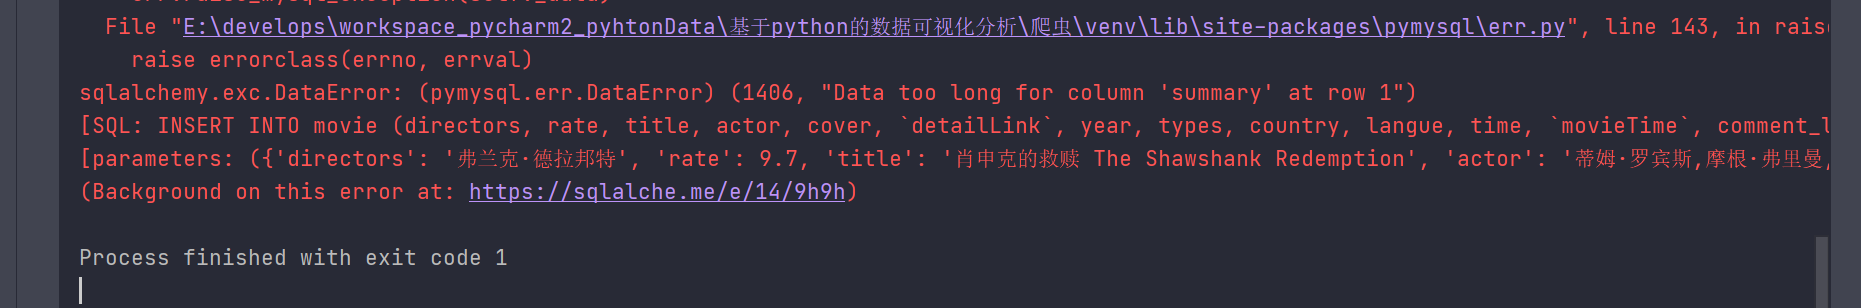 File "E:\develops\workspace_pycharm2_pyhtonData\基于python的数据可视化分析\爬虫\venv\lib\site-packages\pymysql\err.py", line 143, in raise
raise errorclass(errno, errval)
sqlalchemy.exc.DataError: (pymysql.err.DataError) (1406, "Data too long for column 'summary' at row 1")
[SQL: INSERT INTO movie (directors, rate, title, actor, cover, `detailLink`, year, types, country, langue, time, `movieTime`, comment_l
[parameters: ({'directors': '弗兰克·德拉邦特', 'rate': 9.7, 'title': '肖申克的救赎 The Shawshank Redemption', 'actor': '蒂姆·罗宾斯,摩根·弗里曼,
(Background on this error at: https://sqlalche.me/e/14/9h9h)
Process finished with exit code 1